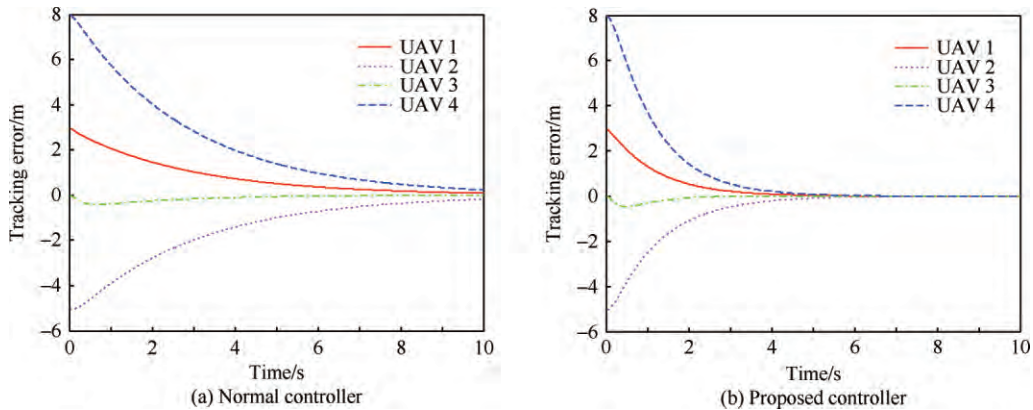 8
6
4
2
0
−2
−4
−6
Tracking error/m
UAV 1
UAV 2
UAV 3
UAV 4
0
2
4
6
8
10
Time/s
(a) Normal controller
8
6
4
2
0
−2
−4
−6
Tracking error/m
UAV 1
UAV 2
UAV 3
UAV 4
0
2
4
6
8
10
Time/s
(b) Proposed controller